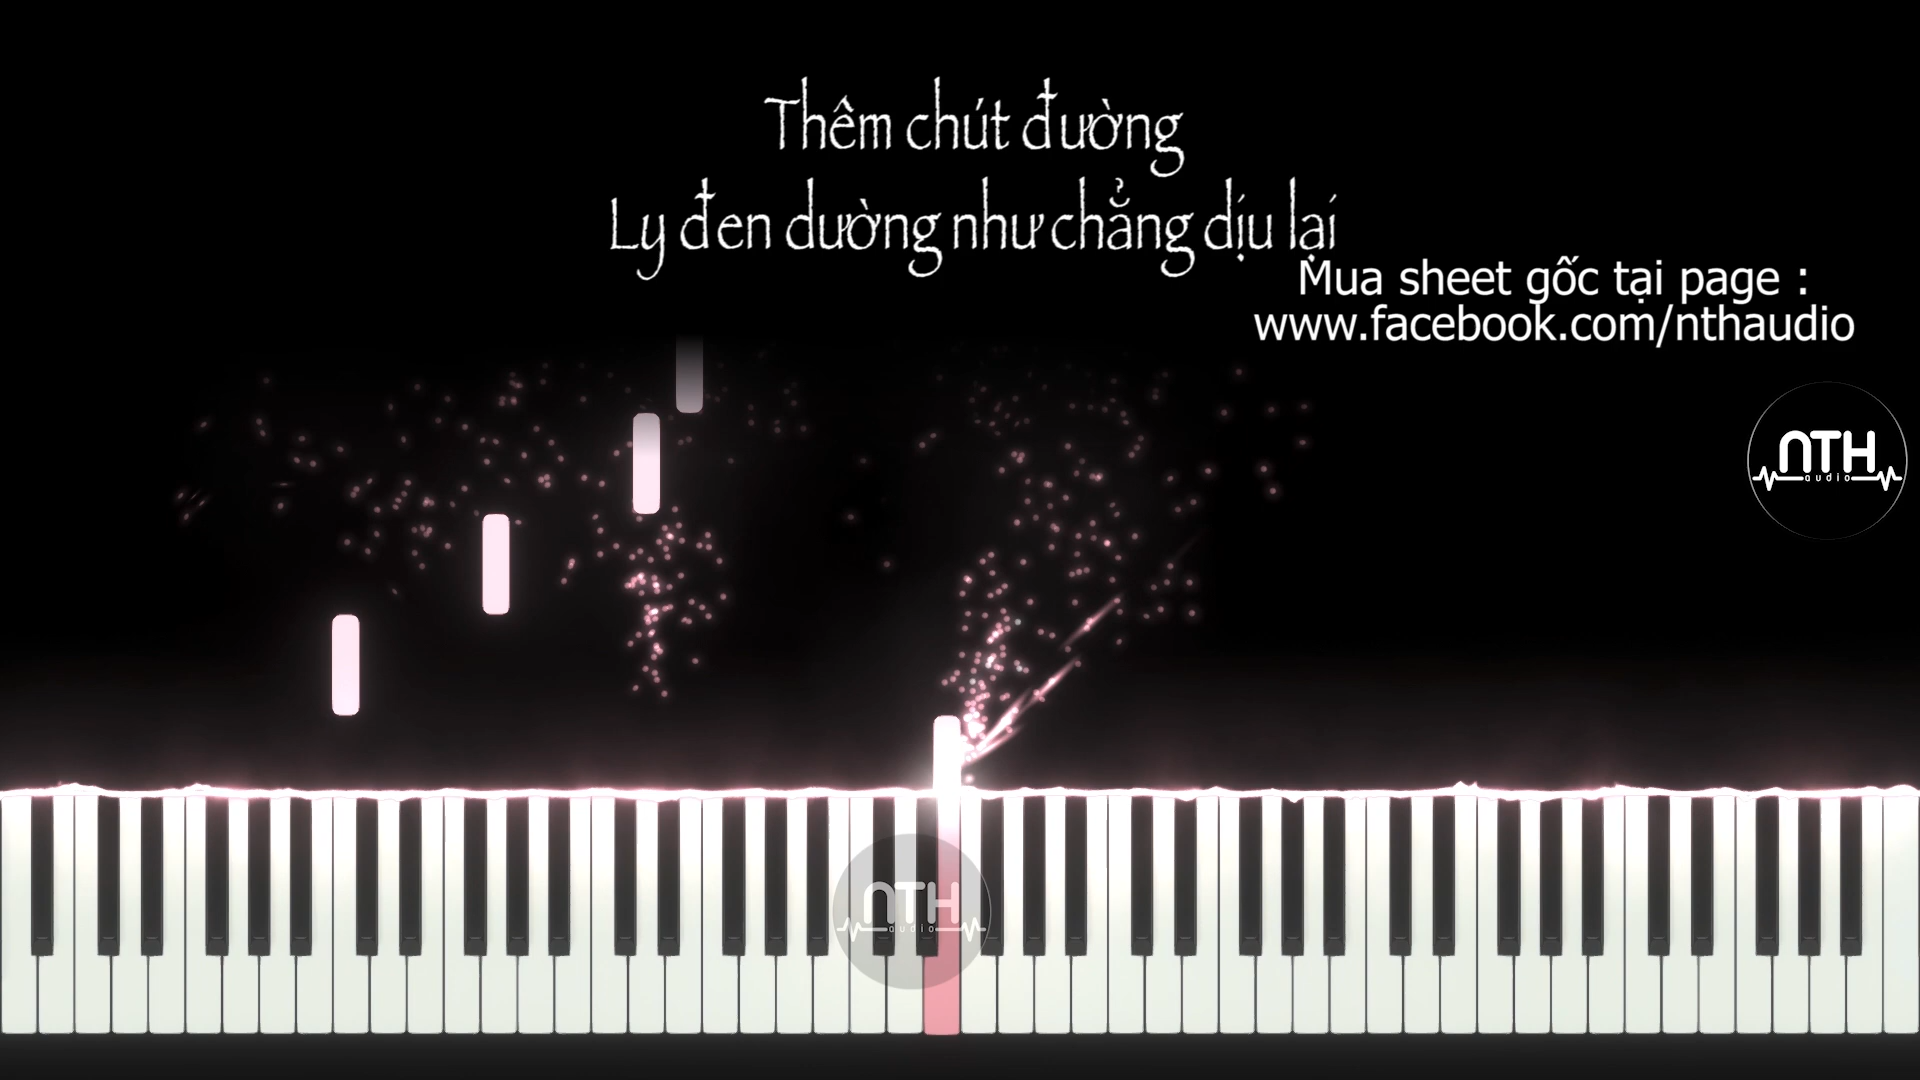 Thêm chút đường
Ly đen dường như chẳng dịu lại
Mua sheet gốc tại page :
www.facebook.com/nthaudio
NTH
audio
NTH
audio